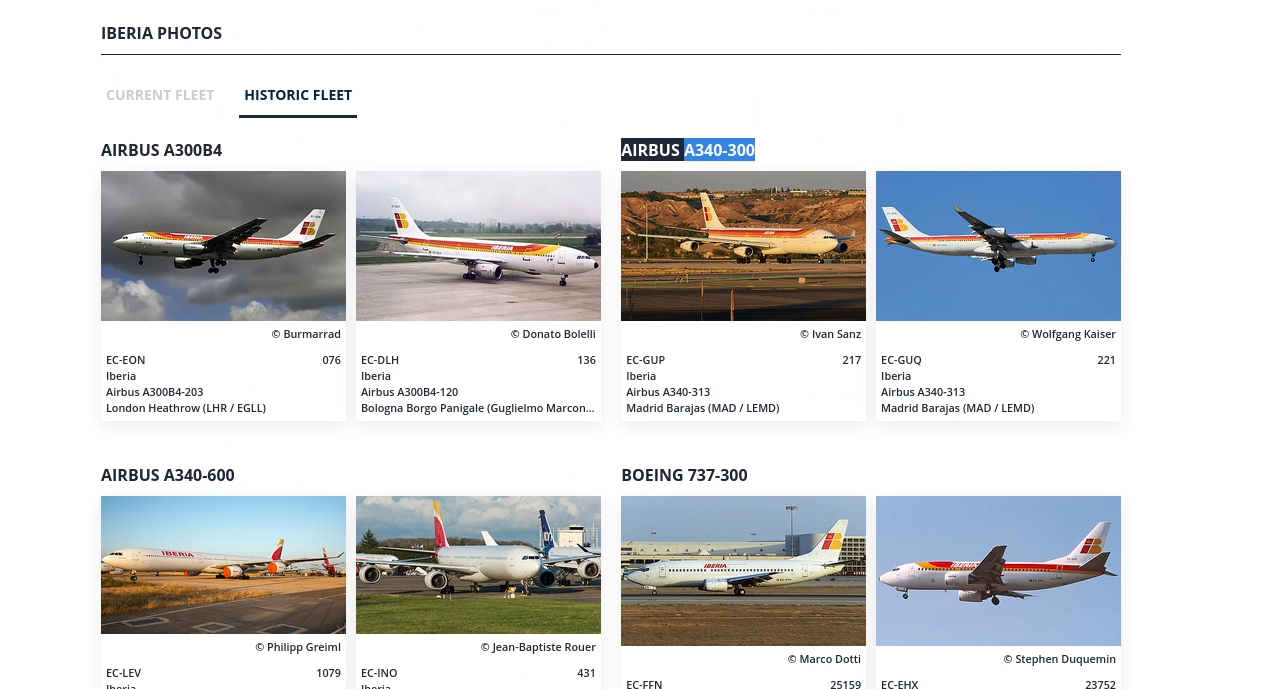 IBERIA PHOTOS
CURRENT FLEET
HISTORIC FLEET
AIRBUS A300B4
© Burmarrad
EC-EON 076
Iberia
Airbus A300B4-203
London Heathrow (LHR / EGLL)
© Donato Bolelli
EC-DLH 136
Iberia
Airbus A300B4-120
Bologna Borgo Panigale (Guglielmo Marcon...
AIRBUS A340-300
© Ivan Sanz
EC-GUP 217
Iberia
Airbus A340-313
Madrid Barajas (MAD / LEMD)
© Wolfgang Kaiser
EC-GUQ 221
Iberia
Airbus A340-313
Madrid Barajas (MAD / LEMD)
AIRBUS A340-600
IBERIA
© Philipp Greiml
EC-LEV 1079
Iberia
© Jean-Baptiste Rouer
EC-INO 431
Iberia
BOEING 737-300
IBERIA
© Marco Dotti
EC-FFN 25159
© Stephen Duquemin
EC-EHX 23752